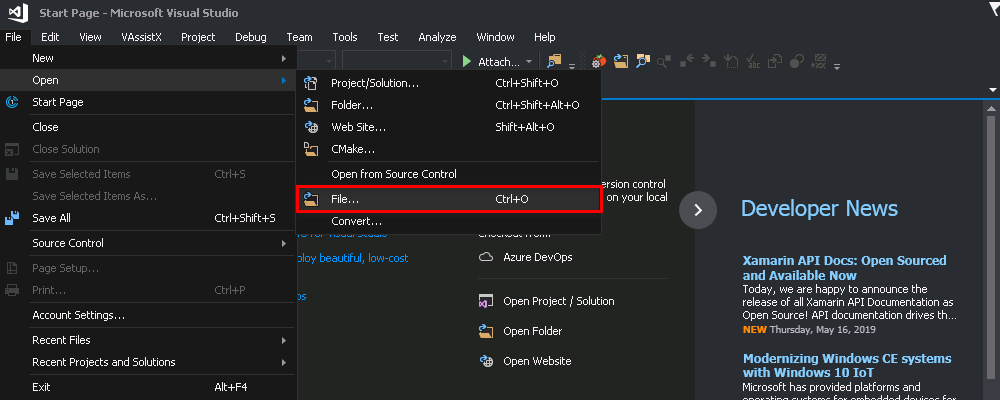 Start Page - Microsoft Visual Studio
File Edit View VAssistX Project Debug Team Tools Test Analyze Window Help
Attach...
New
Open
Start Page
Close
Close Solution
Save Selected Items Ctrl+S
Save Selected Items As...
Save All Ctrl+Shift+S
Source Control
Page Setup...
Print... Ctrl+P
Account Settings...
Recent Files
Recent Projects and Solutions
Exit Alt+F4
Project/Solution... Ctrl+Shift+O
Folder... Ctrl+Shift+Alt+O
Web Site... Shift+Alt+O
CMake...
Open from Source Control
File... Ctrl+O
Convert...
ersion control
on your local
ploy beautiful, low-cost
Azure DevOps
Open Project / Solution
Open Folder
Open Website
Developer News
Xamarin API Docs: Open Sourced
and Available Now
Today, we are happy to announce the
release of all Xamarin API Documentation as
Open Source! API documentation drives th...
NEW Thursday, May 16, 2019
Modernizing Windows CE systems
with Windows 10 IoT
Microsoft has provided platforms and
operating systems for embedded devices for